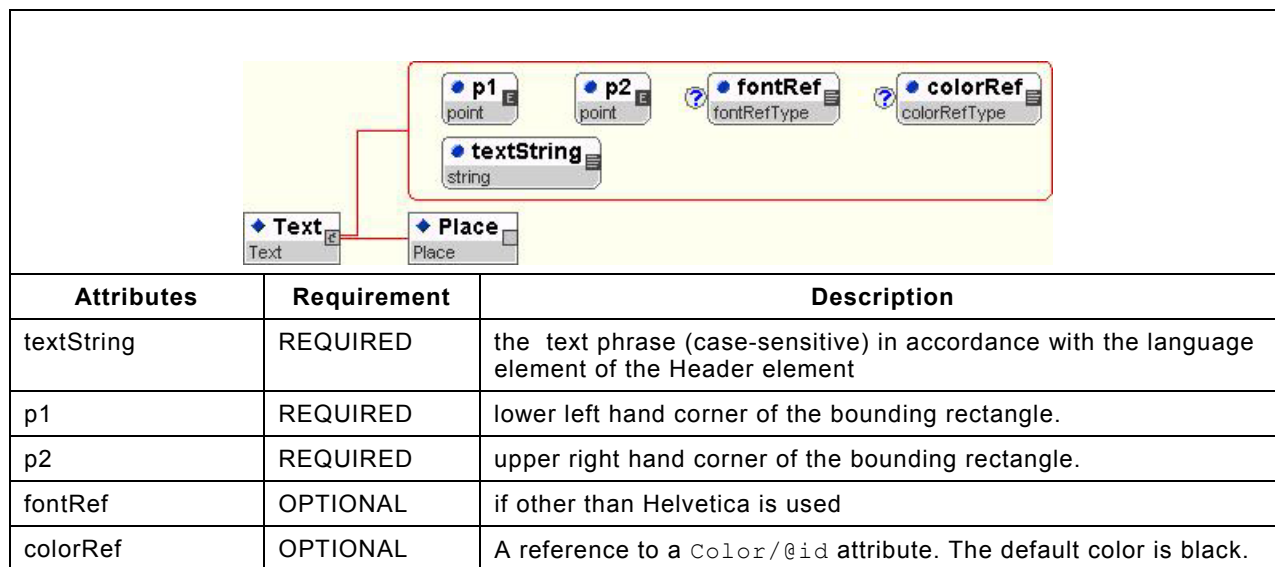 p1 E p2 E ? fontRef ? colorRef
point point fontRefType colorRefType
textString
string
Text Place
Text Place
Attributes Requirement Description
textString REQUIRED the text phrase (case-sensitive) in accordance with the language
element of the Header element
p1 REQUIRED lower left hand corner of the bounding rectangle.
p2 REQUIRED upper right hand corner of the bounding rectangle.
fontRef OPTIONAL if other than Helvetica is used
colorRef OPTIONAL A reference to a Color/@id attribute. The default color is black.